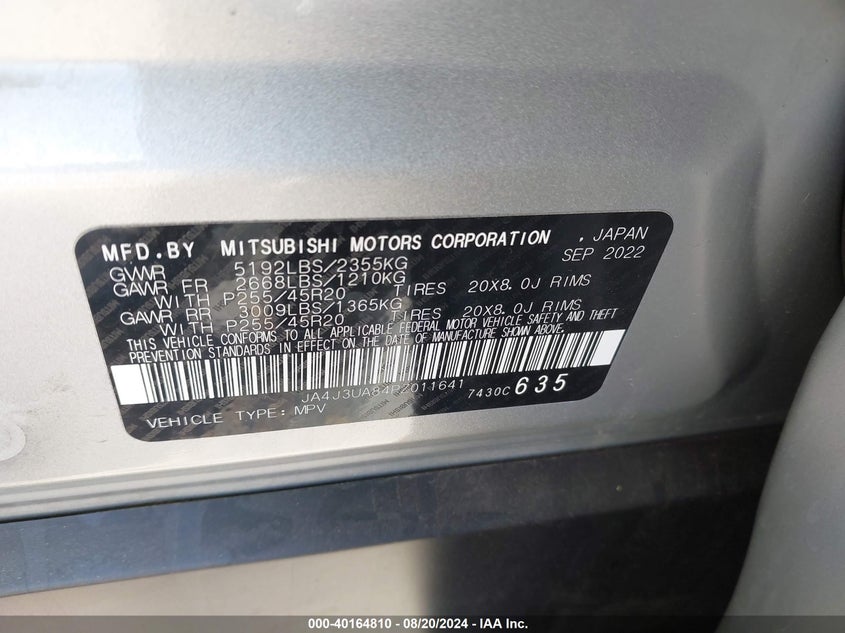 MFD.BY MITSUBISHI MOTORS CORPORATION , JAPAN
SEP 2022
GVWR 5192LBS/2355KG
GAWR FR 2668LBS/1210KG
WITH P255/45R20 TIRES 20X8.0J RIMS
GAWR RR 3009LBS/1365KG
WITH P255/45R20 TIRES 20X8.0J RIMS
THIS VEHICLE CONFORMS TO ALL APPLICABLE FEDERAL MOTOR VEHICLE SAFETY AND THEFT
PREVENTION STANDARDS IN EFFECT ON THE DATE OF MANUFACTURE SHOWN ABOVE.
JA4J3UA84PZ011641
7430C 635
VEHICLE TYPE: MPV
000-40164810 - 08/20/2024 - IAA Inc.